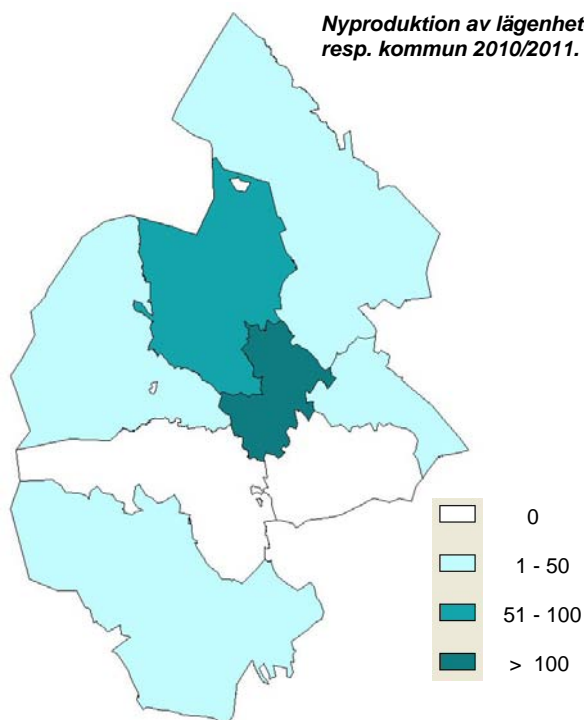 Nyproduktion av lägenhet
resp. kommun 2010/2011.
0
1 - 50
51 - 100
> 100